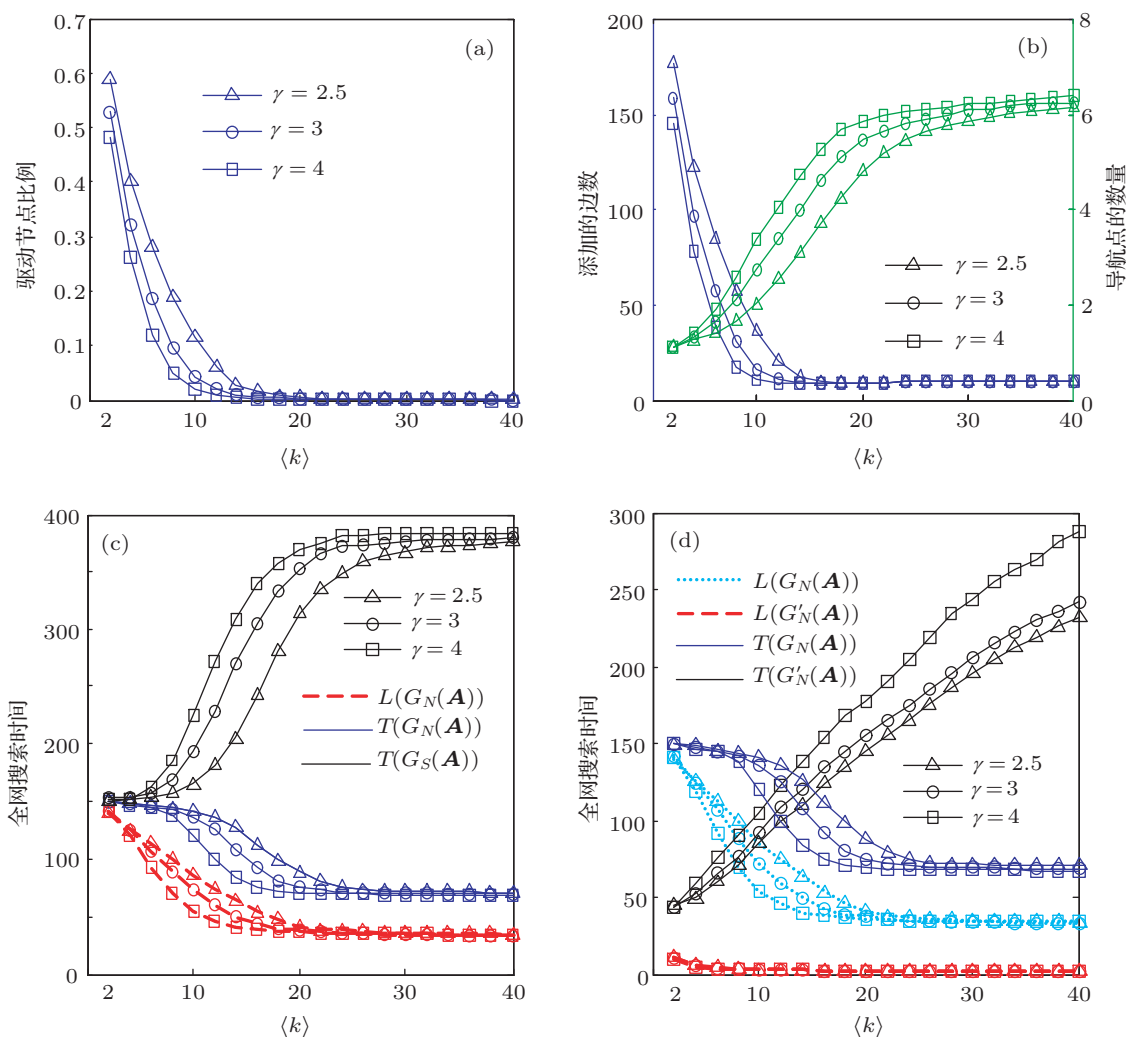 0.7
0.6
0.5
0.4
0.3
0.2
0.1
0
驱动节点比例
(a)
γ = 2.5
γ = 3
γ = 4
2 10 20 30 40
⟨k⟩
200
150
100
50
0
添加的边数
(b)
8
6
4
2
0
导航点的数量
γ = 2.5
γ = 3
γ = 4
2 10 20 30 40
⟨k⟩
400
300
200
100
0
全网搜索时间
(c)
γ = 2.5
γ = 3
γ = 4
L(G_N(A))
T(G_N(A))
T(G_S(A))
2 10 20 30 40
⟨k⟩
300
250
200
150
100
50
0
全网搜索时间
(d)
L(G_N(A))
L(G′_N(A))
T(G_N(A))
T(G′_N(A))
γ = 2.5
γ = 3
γ = 4
2 10 20 30 40
⟨k⟩